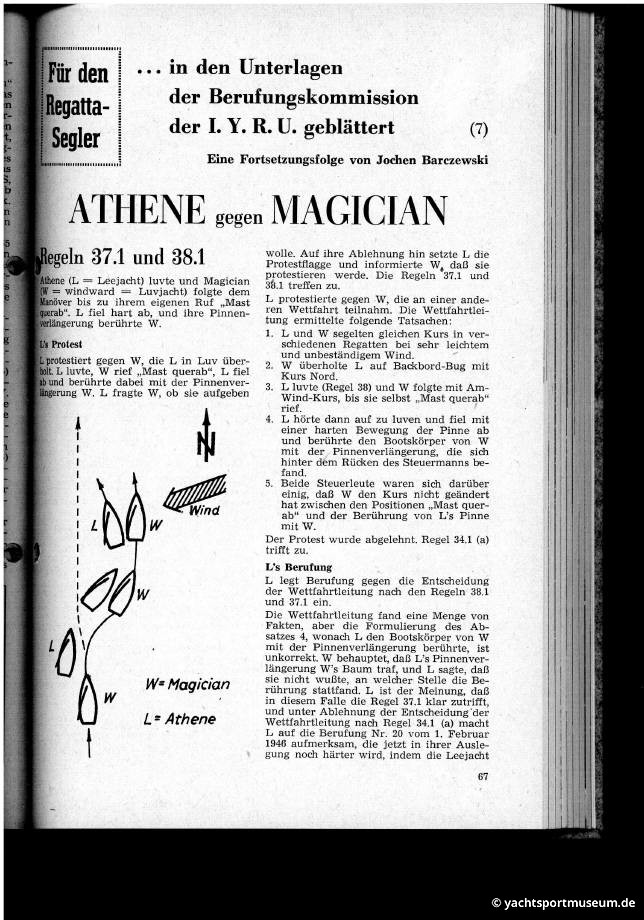 Für den
Regatta-
Segler
... in den Unterlagen
der Berufungskommission
der I. Y. R. U. geblättert (7)
Eine Fortsetzungsfolge von Jochen Barczewski
ATHENE gegen MAGICIAN
Regeln 37.1 und 38.1
Athene (L = Leejacht) luvte und Magician
(W = windward = Luvjacht) folgte dem
Manöver bis zu ihrem eigenen Ruf „Mast
querab". L fiel hart ab, und ihre Pinnen-
verlängerung berührte W.
L's Protest
L protestiert gegen W, die L in Luv über-
holt. L luvte, W rief „Mast querab", L fiel
ab und berührte dabei mit der Pinnenver-
längerung W. L fragte W, ob sie aufgeben
N
Wind
L
W
W
L
W
W = Magician
L = Athene
wolle. Auf ihre Ablehnung hin setzte L die
Protestflagge und informierte W, daß sie
protestieren werde. Die Regeln 37.1 und
38.1 treffen zu.
L protestierte gegen W, die an einer ande-
ren Wettfahrt teilnahm. Die Wettfahrtlei-
tung ermittelte folgende Tatsachen:
1. L und W segelten gleichen Kurs in ver-
schiedenen Regatten bei sehr leichtem
und unbeständigem Wind.
2. W überholte L auf Backbord-Bug mit
Kurs Nord.
3. L luvte (Regel 38) und W folgte mit Am-
Wind-Kurs, bis sie selbst „Mast querab"
rief.
4. L hörte dann auf zu luven und fiel mit
einer harten Bewegung der Pinne ab
und berührte den Bootskörper von W
mit der Pinnenverlängerung, die sich
hinter dem Rücken des Steuermanns be-
fand.
5. Beide Steuerleute waren sich darüber
einig, daß W den Kurs nicht geändert
hat zwischen den Positionen „Mast quer-
ab" und der Berührung von L's Pinne
mit W.
Der Protest wurde abgelehnt. Regel 34.1 (a)
trifft zu.
L's Berufung
L legt Berufung gegen die Entscheidung
der Wettfahrtleitung nach den Regeln 38.1
und 37.1 ein.
Die Wettfahrtleitung fand eine Menge von
Fakten, aber die Formulierung des Ab-
satzes 4, wonach L den Bootskörper von W
mit der Pinnenverlängerung berührte, ist
unkorrekt. W behauptet, daß L's Pinnenver-
längerung W's Baum traf, und L sagte, daß
sie nicht wußte, an welcher Stelle die Be-
rührung stattfand. L ist der Meinung, daß
in diesem Falle die Regel 37.1 klar zutrifft,
und unter Ablehnung der Entscheidung der
Wettfahrtleitung nach Regel 34.1 (a) macht
L auf die Berufung Nr. 20 vom 1. Februar
1946 aufmerksam, die jetzt in ihrer Ausle-
gung noch härter wird, indem die Leejacht
67
© yachtsportmuseum.de